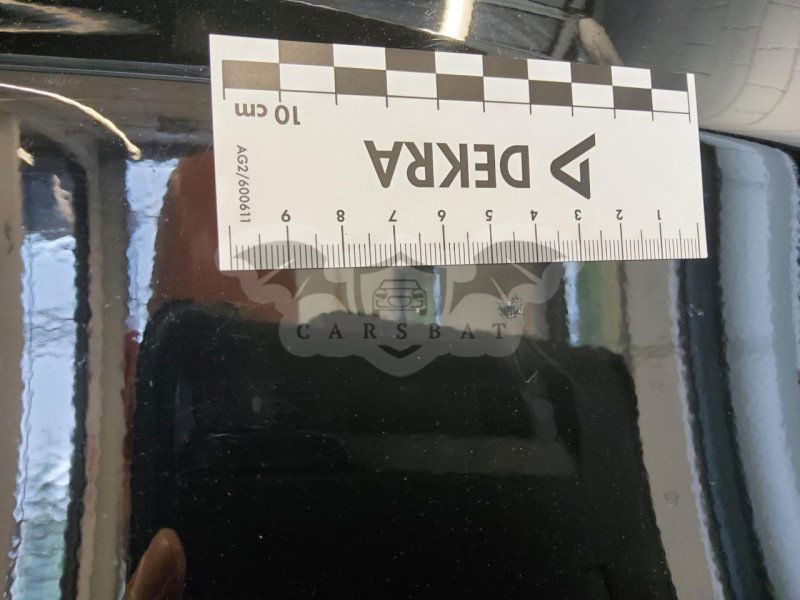 10 cm
DEKRA
AG2/600611
1 2 3 4 5 6 7 8 9
CARSBAT